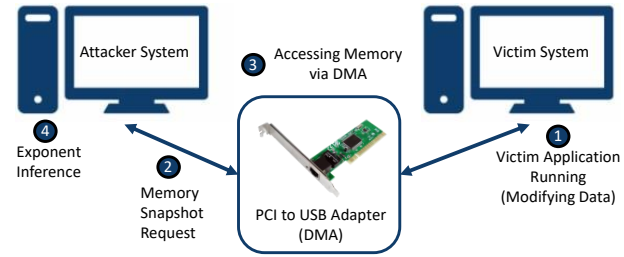 Attacker System
3
Accessing Memory
via DMA
Victim System
4
Exponent
Inference
2
Memory
Snapshot
Request
PCI to USB Adapter
(DMA)
1
Victim Application
Running
(Modifying Data)